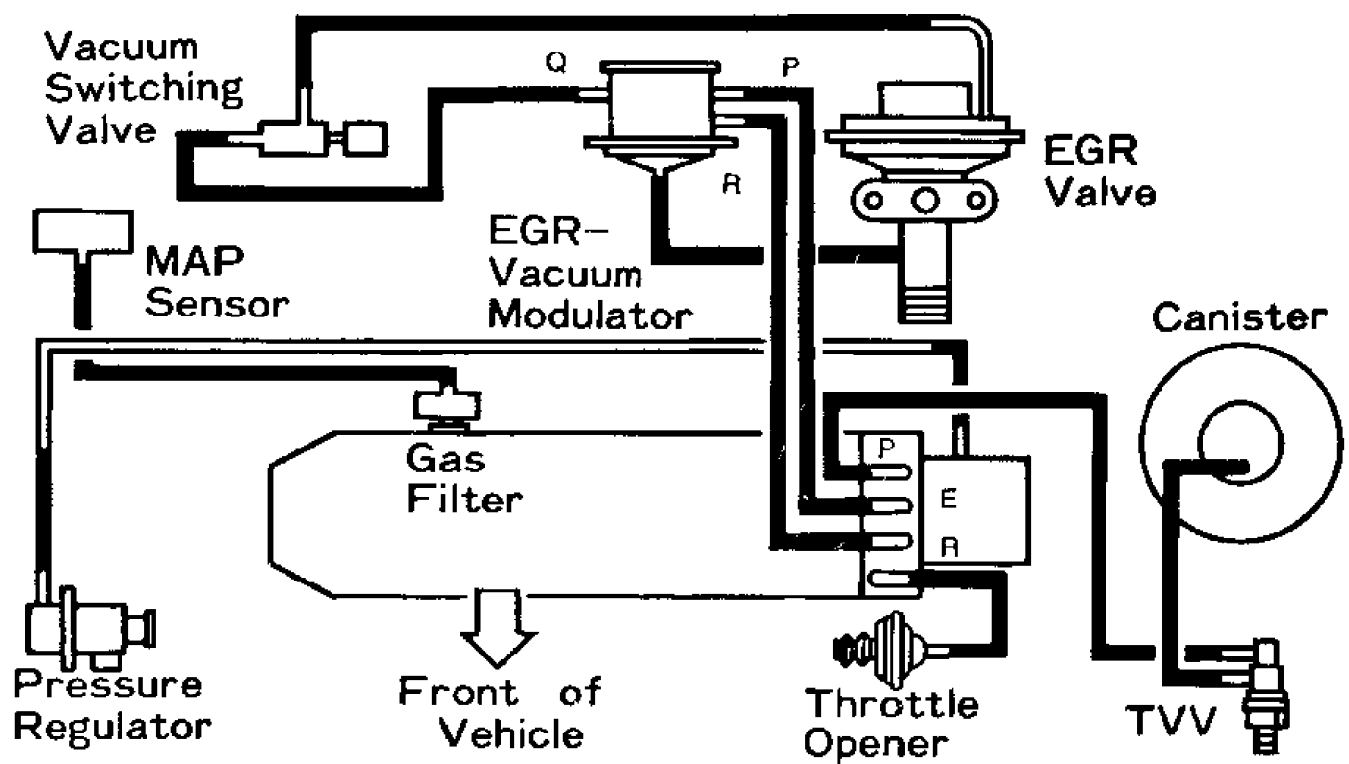 Vacuum
Switching
Valve
Q
P
R
EGR
Valve
EGR-
Vacuum
Modulator
MAP
Sensor
Canister
Gas
Filter
P
E
R
Pressure
Regulator
Front of
Vehicle
Throttle
Opener
TVV